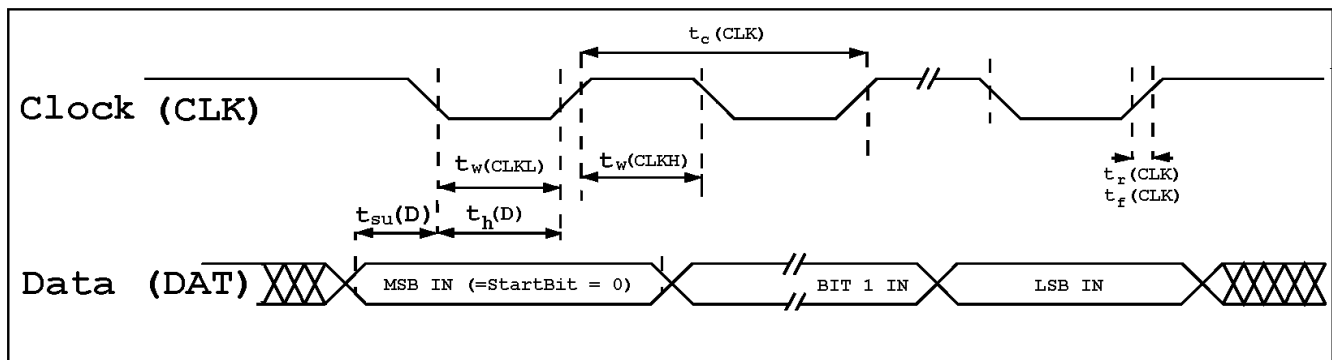 t_c (CLK)
Clock (CLK)
t_w(CLKL)
t_w(CLKH)
t_r (CLK)
t_f (CLK)
t_su(D)
t_h(D)
Data (DAT)
MSB IN (=StartBit = 0)
BIT 1 IN
LSB IN